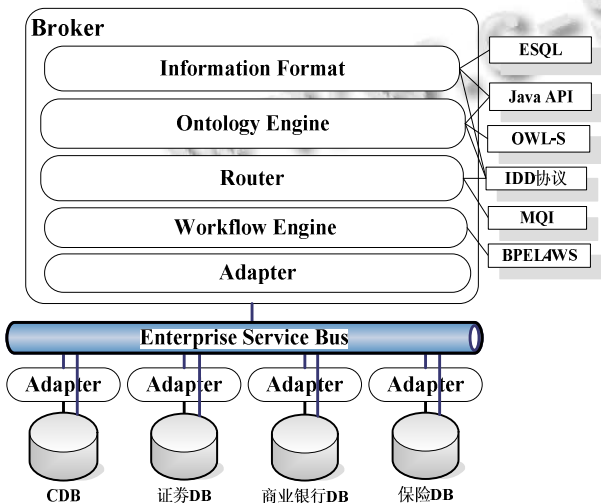 Broker
Information Format
Ontology Engine
Router
Workflow Engine
Adapter
ESQL
Java API
OWL-S
IDD协议
MQI
BPEL4WS
Enterprise Service Bus
Adapter
Adapter
Adapter
Adapter
CDB
证券DB
商业银行DB
保险DB